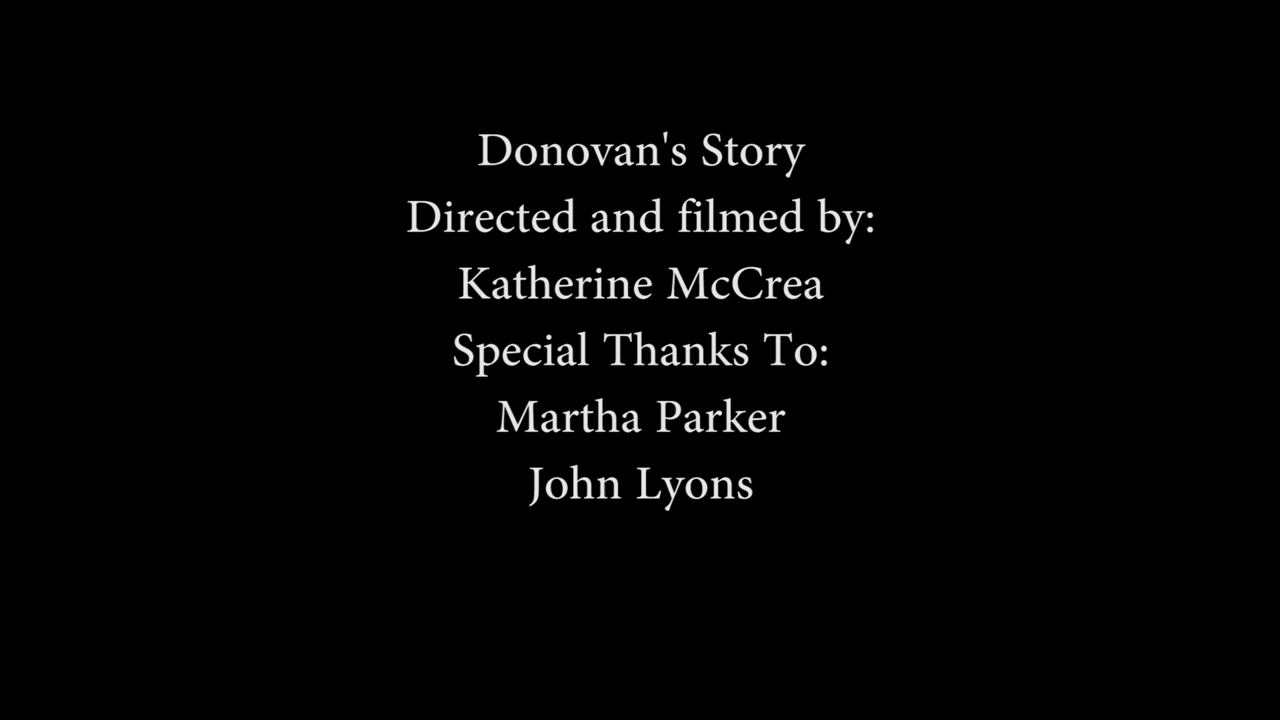 Donovan's Story
Directed and filmed by:
Katherine McCrea
Special Thanks To:
Martha Parker
John Lyons